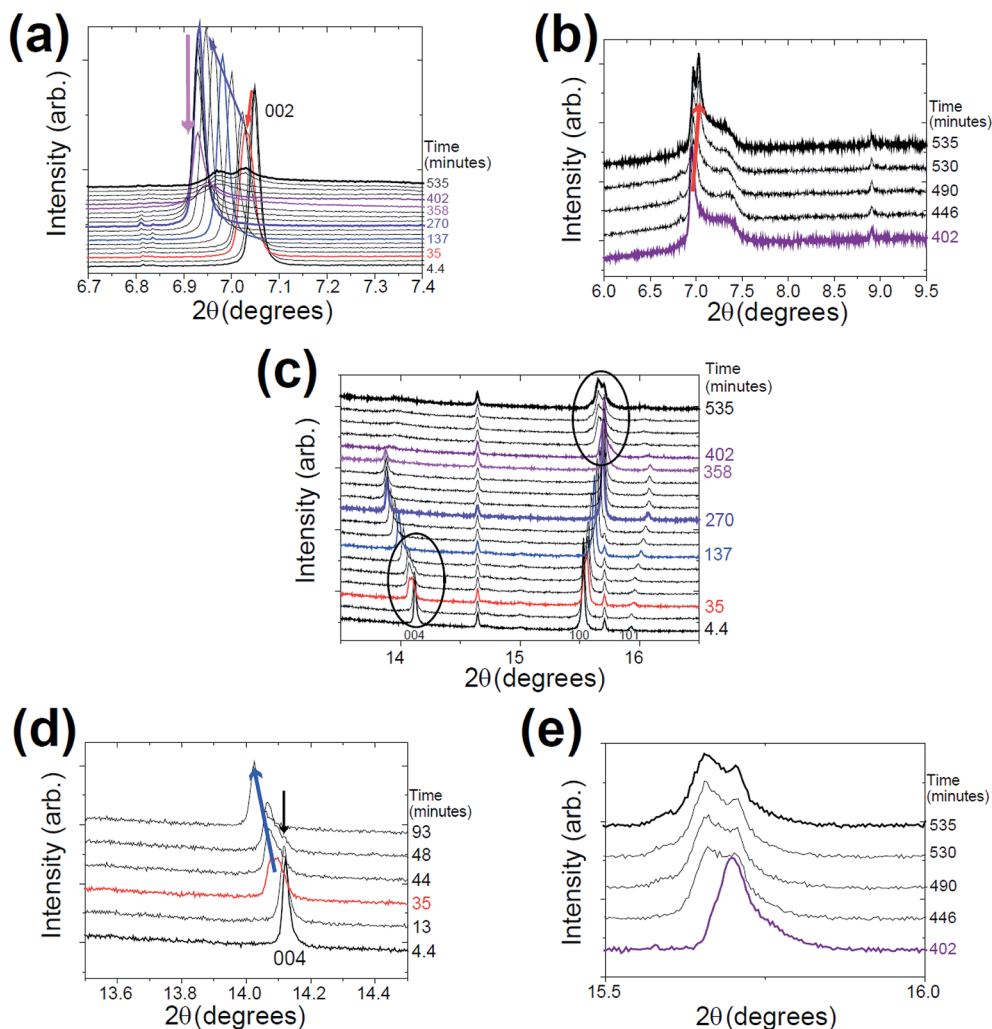 (a)
Intensity (arb.)
002
Time
(minutes)
535
402
358
270
137
35
4.4
6.7 6.8 6.9 7.0 7.1 7.2 7.3 7.4
2θ (degrees)
(b)
Intensity (arb.)
Time
(minutes)
535
530
490
446
402
6.0 6.5 7.0 7.5 8.0 8.5 9.0 9.5
2θ (degrees)
(c)
Intensity (arb.)
Time
(minutes)
535
402
358
270
137
35
4.4
004 100 101
14 15 16
2θ (degrees)
(d)
Intensity (arb.)
Time
(minutes)
93
48
44
35
13
4.4
004
13.6 13.8 14.0 14.2 14.4
2θ (degrees)
(e)
Intensity (arb.)
Time
(minutes)
535
530
490
446
402
15.5 16.0
2θ (degrees)